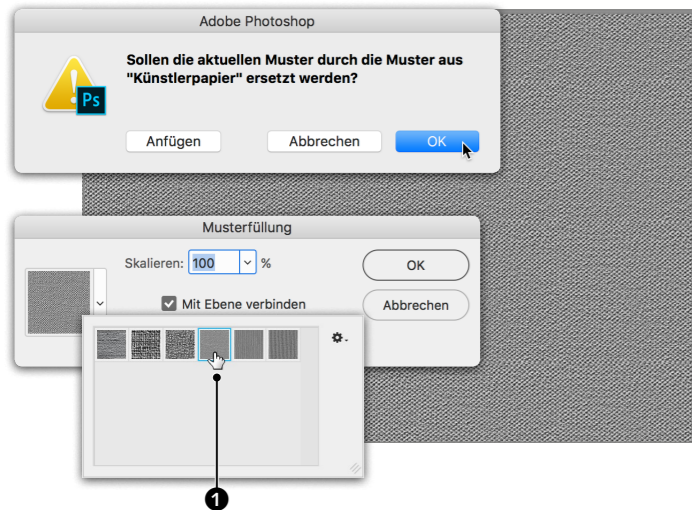 Adobe Photoshop
Sollen die aktuellen Muster durch die Muster aus
"Künstlerpapier" ersetzt werden?
Ps
Anfügen Abbrechen OK
Musterfüllung
Skalieren: 100 %
OK
Mit Ebene verbinden
Abbrechen
1